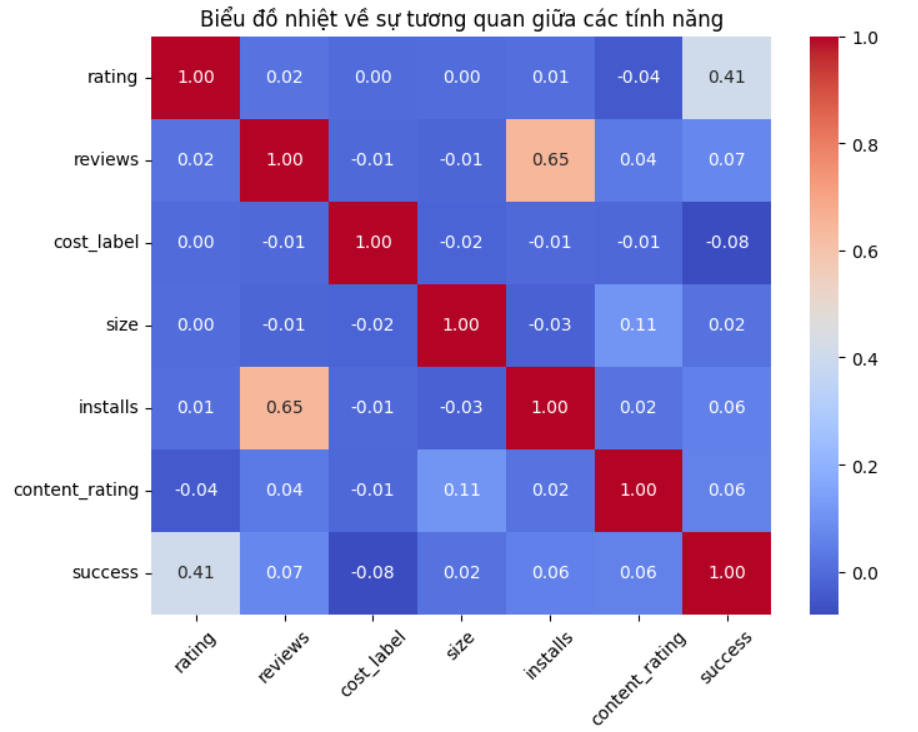 Biểu đồ nhiệt về sự tương quan giữa các tính năng
rating 1.00 0.02 0.00 0.00 0.01 -0.04 0.41
reviews 0.02 1.00 -0.01 -0.01 0.65 0.04 0.07
cost_label 0.00 -0.01 1.00 -0.02 -0.01 -0.01 -0.08
size 0.00 -0.01 -0.02 1.00 -0.03 0.11 0.02
installs 0.01 0.65 -0.01 -0.03 1.00 0.02 0.06
content_rating -0.04 0.04 -0.01 0.11 0.02 1.00 0.06
success 0.41 0.07 -0.08 0.02 0.06 0.06 1.00
rating reviews cost_label size installs content_rating success
1.0
0.8
0.6
0.4
0.2
0.0